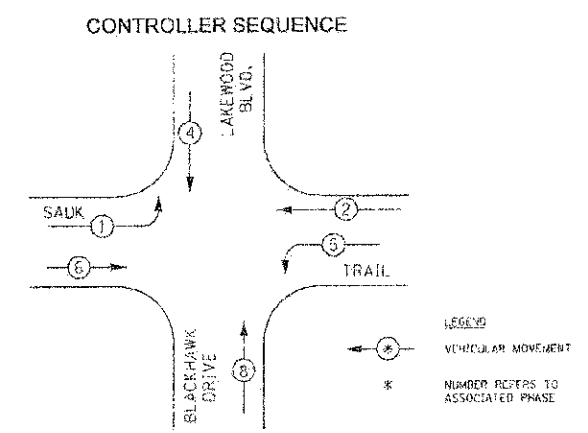 CONTROLLER SEQUENCE
LAKEWOOD
BLVD.
4
SAUK
1
2
5
6
TRAIL
BLACKHAWK
DRIVE
8
LEGEND
* VEHICULAR MOVEMENT
* NUMBER REFERS TO
ASSOCIATED PHASE